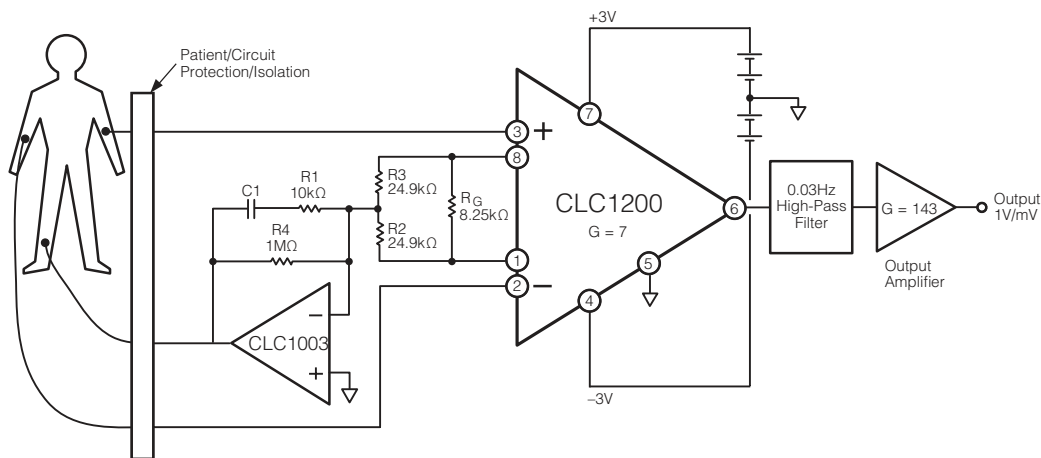 Patient/Circuit
Protection/Isolation
+3V
7
3
+
8
R3
24.9kΩ
R1
10kΩ
C1
RG
8.25kΩ
CLC1200
G = 7
R2
24.9kΩ
R4
1MΩ
6
0.03Hz
High-Pass
Filter
G = 143
Output
1V/mV
Output
Amplifier
1
5
2
−
4
−
CLC1003
+
–3V